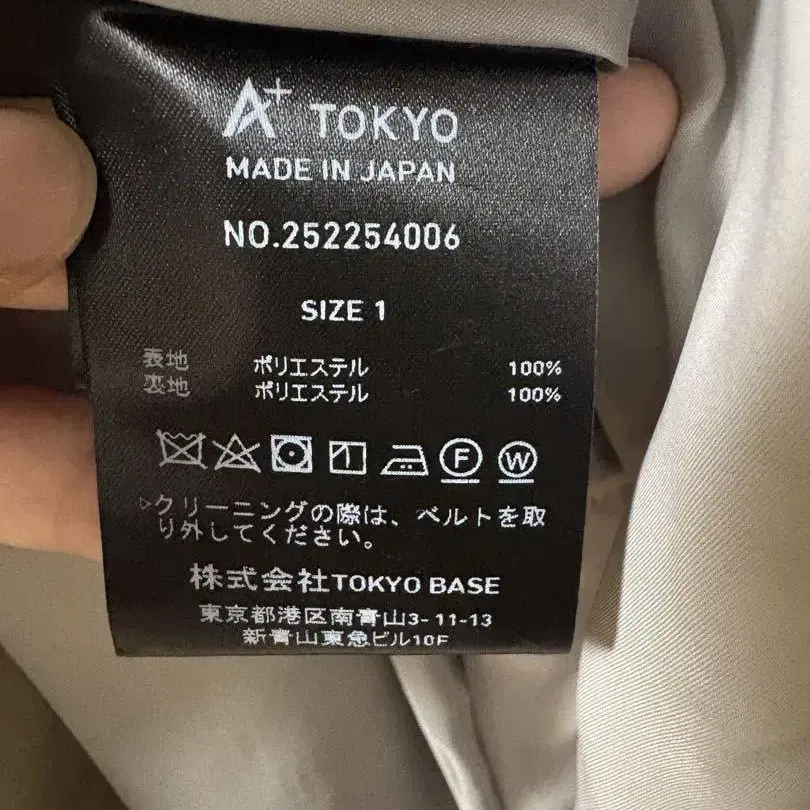 A+ TOKYO
MADE IN JAPAN
NO.252254006
SIZE 1
表地 ポリエステル 100%
裏地 ポリエステル 100%
F W
▷クリーニングの際は、ベルトを取
り外してください。
株式会社TOKYO BASE
東京都港区南青山3-11-13
新青山東急ビル10F